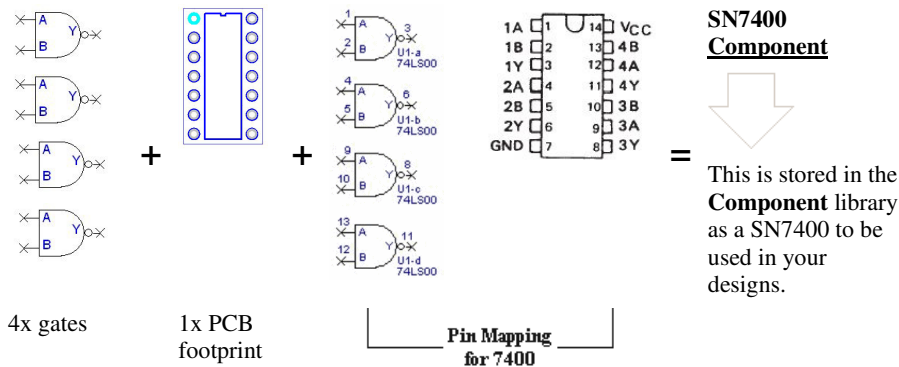 A
Y
B
A
Y
B
A
Y
B
A
Y
B
4x gates
+
1x PCB
footprint
+
1
A
3
Y
2
B
U1-a
74LS00
4
A
6
Y
5
B
U1-b
74LS00
9
A
8
Y
10
B
U1-c
74LS00
13
A
11
Y
12
B
U1-d
74LS00
1A 1 14 VCC
1B 2 13 4B
1Y 3 12 4A
2A 4 11 4Y
2B 5 10 3B
2Y 6 9 3A
GND 7 8 3Y
Pin Mapping
for 7400
=
SN7400
Component
This is stored in the
Component library
as a SN7400 to be
used in your
designs.